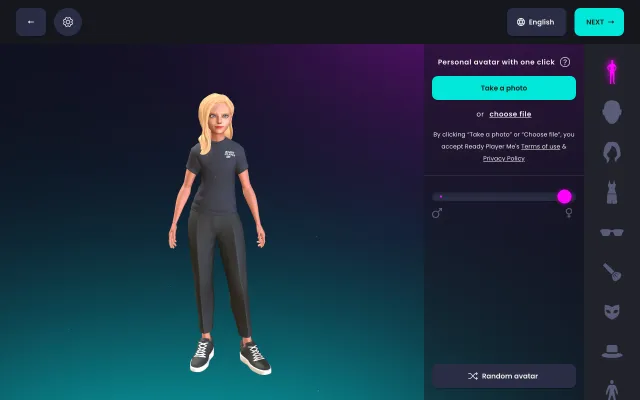 ←
English
NEXT →
Personal avatar with one click ?
Take a photo
or choose file
By clicking "Take a photo" or "Choose file", you
accept Ready Player Me's Terms of use &
Privacy Policy
♂ ♀
Random avatar